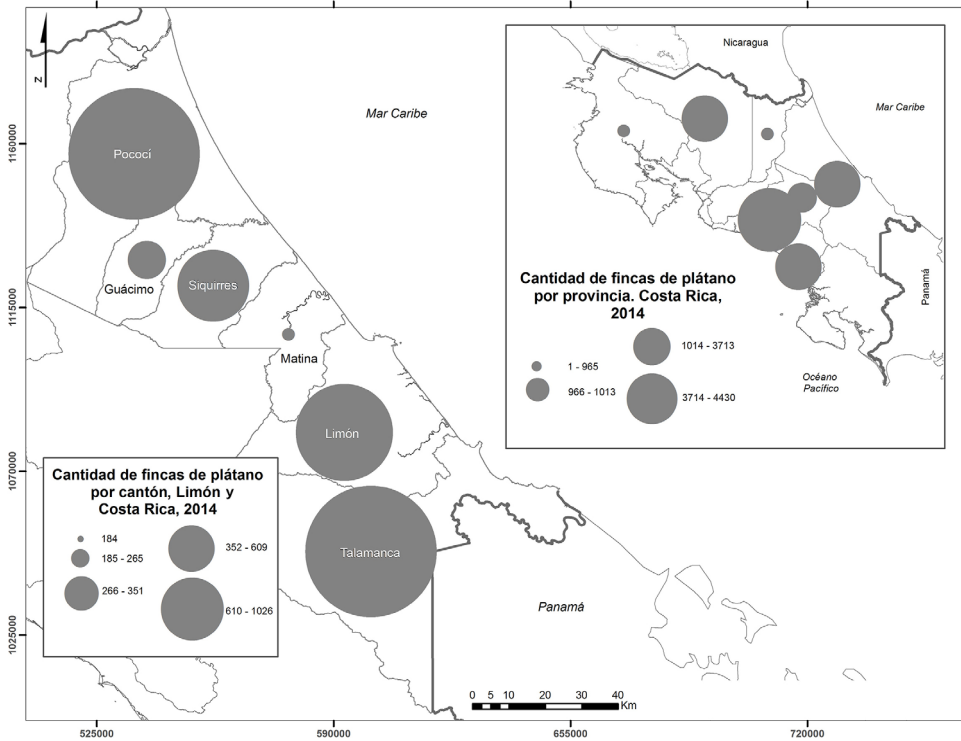 N
Nicaragua
Mar Caribe
Mar Caribe
Pococí
Guácimo
Siquirres
Matina
Limón
Talamanca
Panamá
Panamá
Océano
Pacífico
Cantidad de fincas de plátano
por provincia. Costa Rica,
2014
1 - 965
966 - 1013
1014 - 3713
3714 - 4430
Cantidad de fincas de plátano
por cantón, Limón y
Costa Rica, 2014
184
185 - 265
266 - 351
352 - 609
610 - 1026
0 5 10 20 30 40
Km
1160000
1115000
1070000
1025000
525000
590000
655000
720000